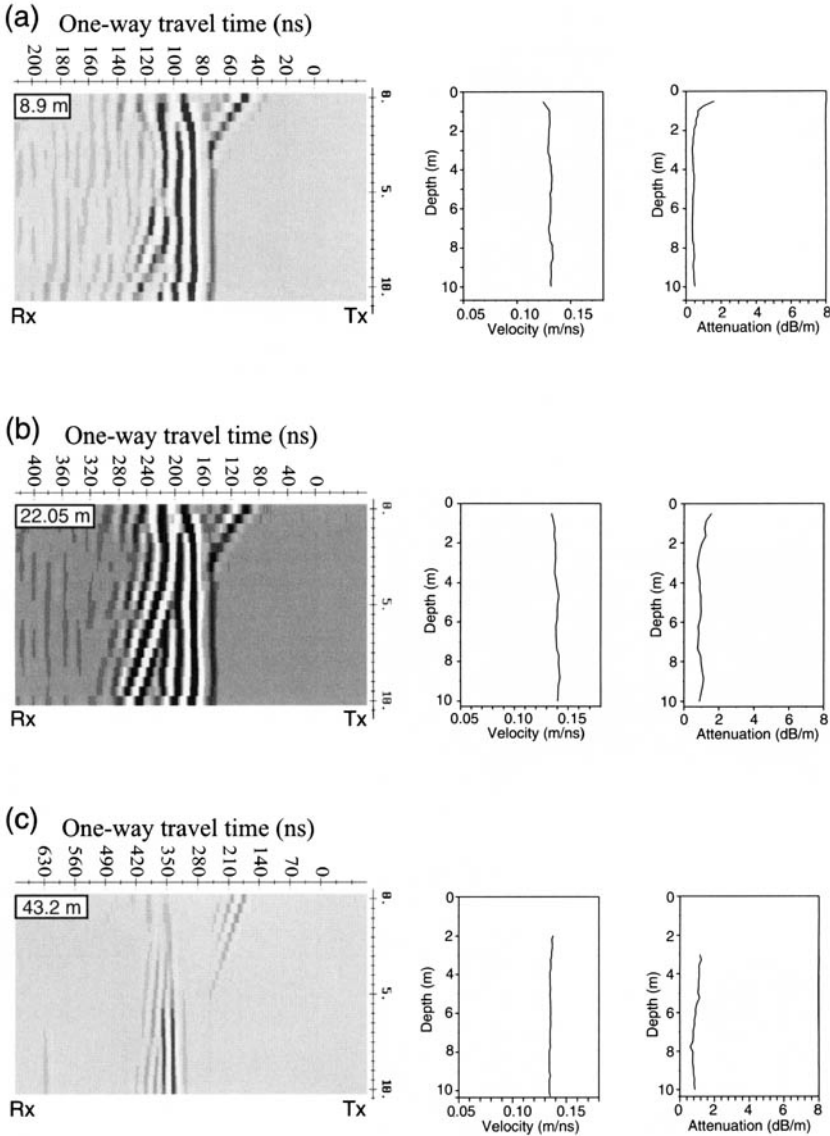 (a)
One-way travel time (ns)
200 180 160 140 120 100 80 60 40 20 0
8.9 m
0.
5.
10.
Rx Tx
Depth (m)
0
2
4
6
8
10
0.05 0.10 0.15
Velocity (m/ns)
Depth (m)
0
2
4
6
8
10
0 2 4 6 8
Attenuation (dB/m)
(b)
One-way travel time (ns)
400 360 320 280 240 200 160 120 80 40 0
22.05 m
0.
5.
10.
Rx Tx
Depth (m)
0
2
4
6
8
10
0.05 0.10 0.15
Velocity (m/ns)
Depth (m)
0
2
4
6
8
10
0 2 4 6 8
Attenuation (dB/m)
(c)
One-way travel time (ns)
630 560 490 420 350 280 210 140 70 0
43.2 m
0.
5.
10.
Rx Tx
Depth (m)
0
2
4
6
8
10
0.05 0.10 0.15
Velocity (m/ns)
Depth (m)
0
2
4
6
8
10
0 2 4 6 8
Attenuation (dB/m)